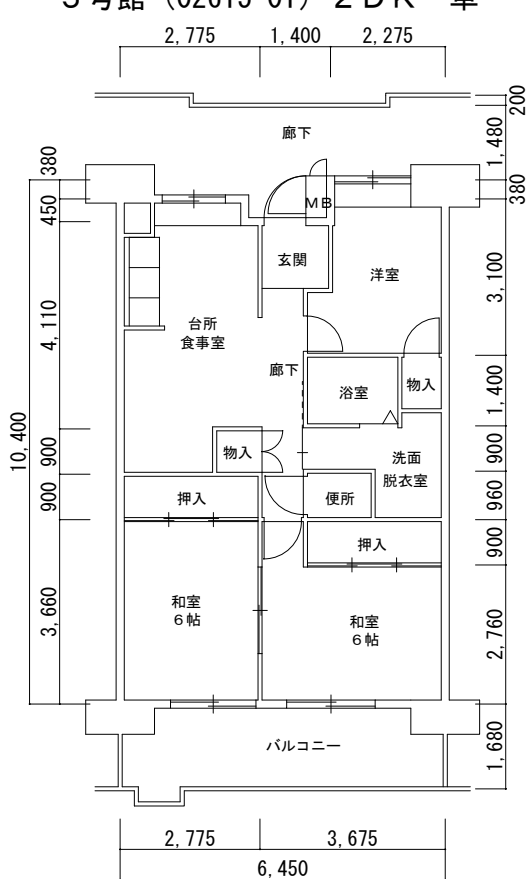 2ＤＫ
2,775
1,400
2,275
200
1,480
380
廊下
380
450
ＭＢ
玄関
洋室
3,100
4,110
台所
食事室
廊下
浴室
物入
1,400
10,400
900
物入
洗面
脱衣室
900
900
押入
便所
960
押入
900
3,660
和室
６帖
和室
６帖
2,760
バルコニー
1,680
2,775
3,675
6,450